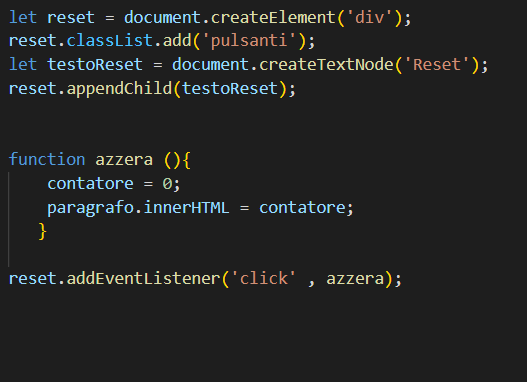 let reset = document.createElement('div');
reset.classList.add('pulsanti');
let testoReset = document.createTextNode('Reset');
reset.appendChild(testoReset);
function azzera (){
contatore = 0;
paragrafo.innerHTML = contatore;
}
reset.addEventListener('click' , azzera);